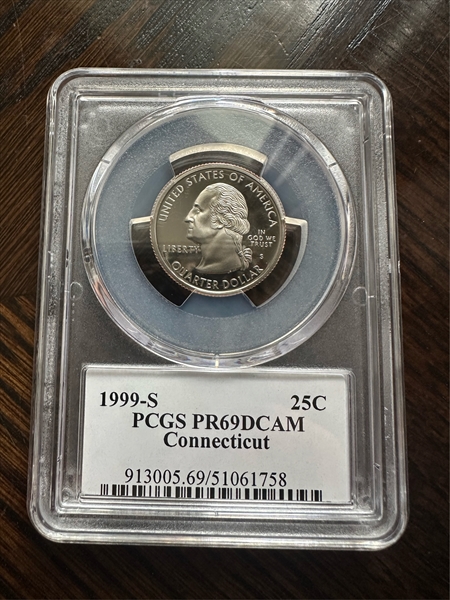 UNITED STATES OF AMERICA
LIBERTY
IN
GOD WE
TRUST
S
QUARTER DOLLAR
1999-S 25C
PCGS PR69DCAM
Connecticut
913005.69/51061758